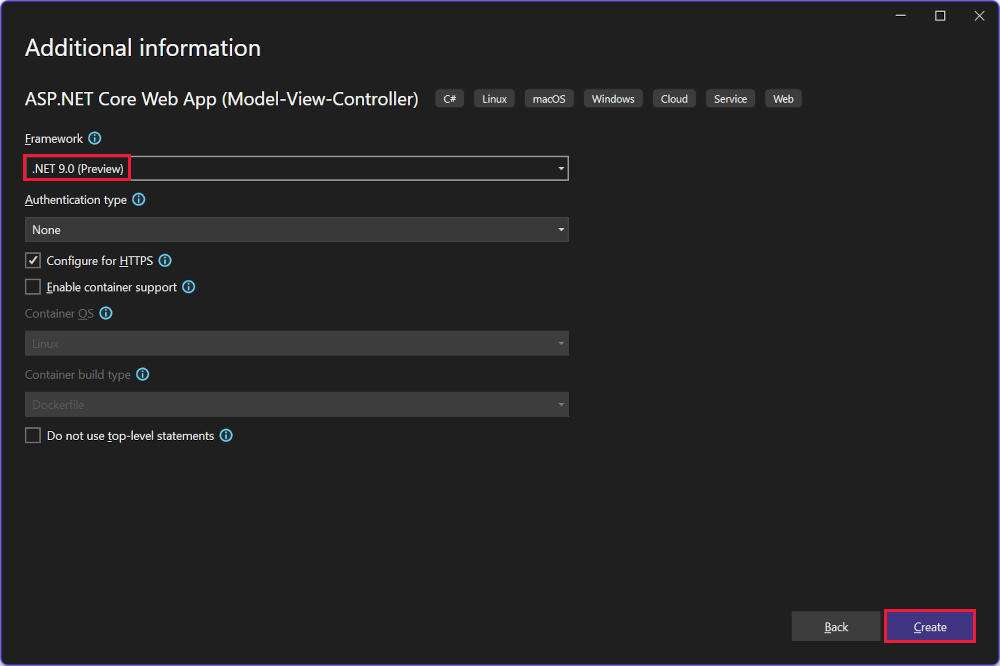 Additional information
ASP.NET Core Web App (Model-View-Controller) C# Linux macOS Windows Cloud Service Web
Framework
.NET 9.0 (Preview)
Authentication type
None
Configure for HTTPS
Enable container support
Container OS
Linux
Container build type
Dockerfile
Do not use top-level statements
Back Create